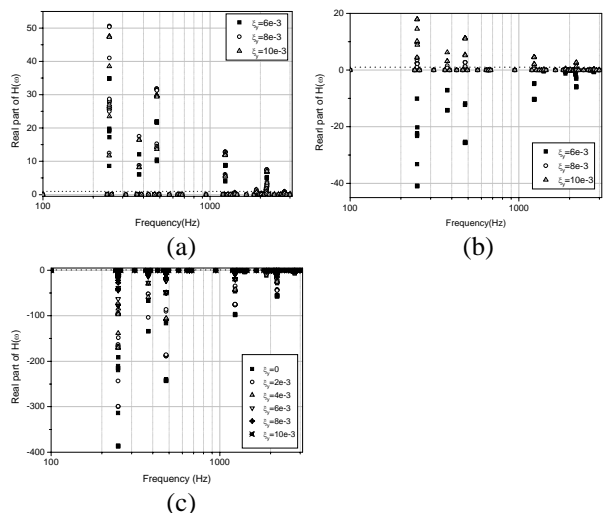 60
50
40
30
20
10
0
100
1000
Real part of H(ω)
Frequency(Hz)
ξy=6e-3
ξy=8e-3
ξy=10e-3
(a)
20
0
-20
-40
100
1000
Rearl part of H(ω)
Frequency(Hz)
ξy=6e-3
ξy=8e-3
ξy=10e-3
(b)
0
-100
-200
-300
-400
100
1000
Real part of H(ω)
Frequency (Hz)
ξy=0
ξy=2e-3
ξy=4e-3
ξy=6e-3
ξy=8e-3
ξy=10e-3
(c)